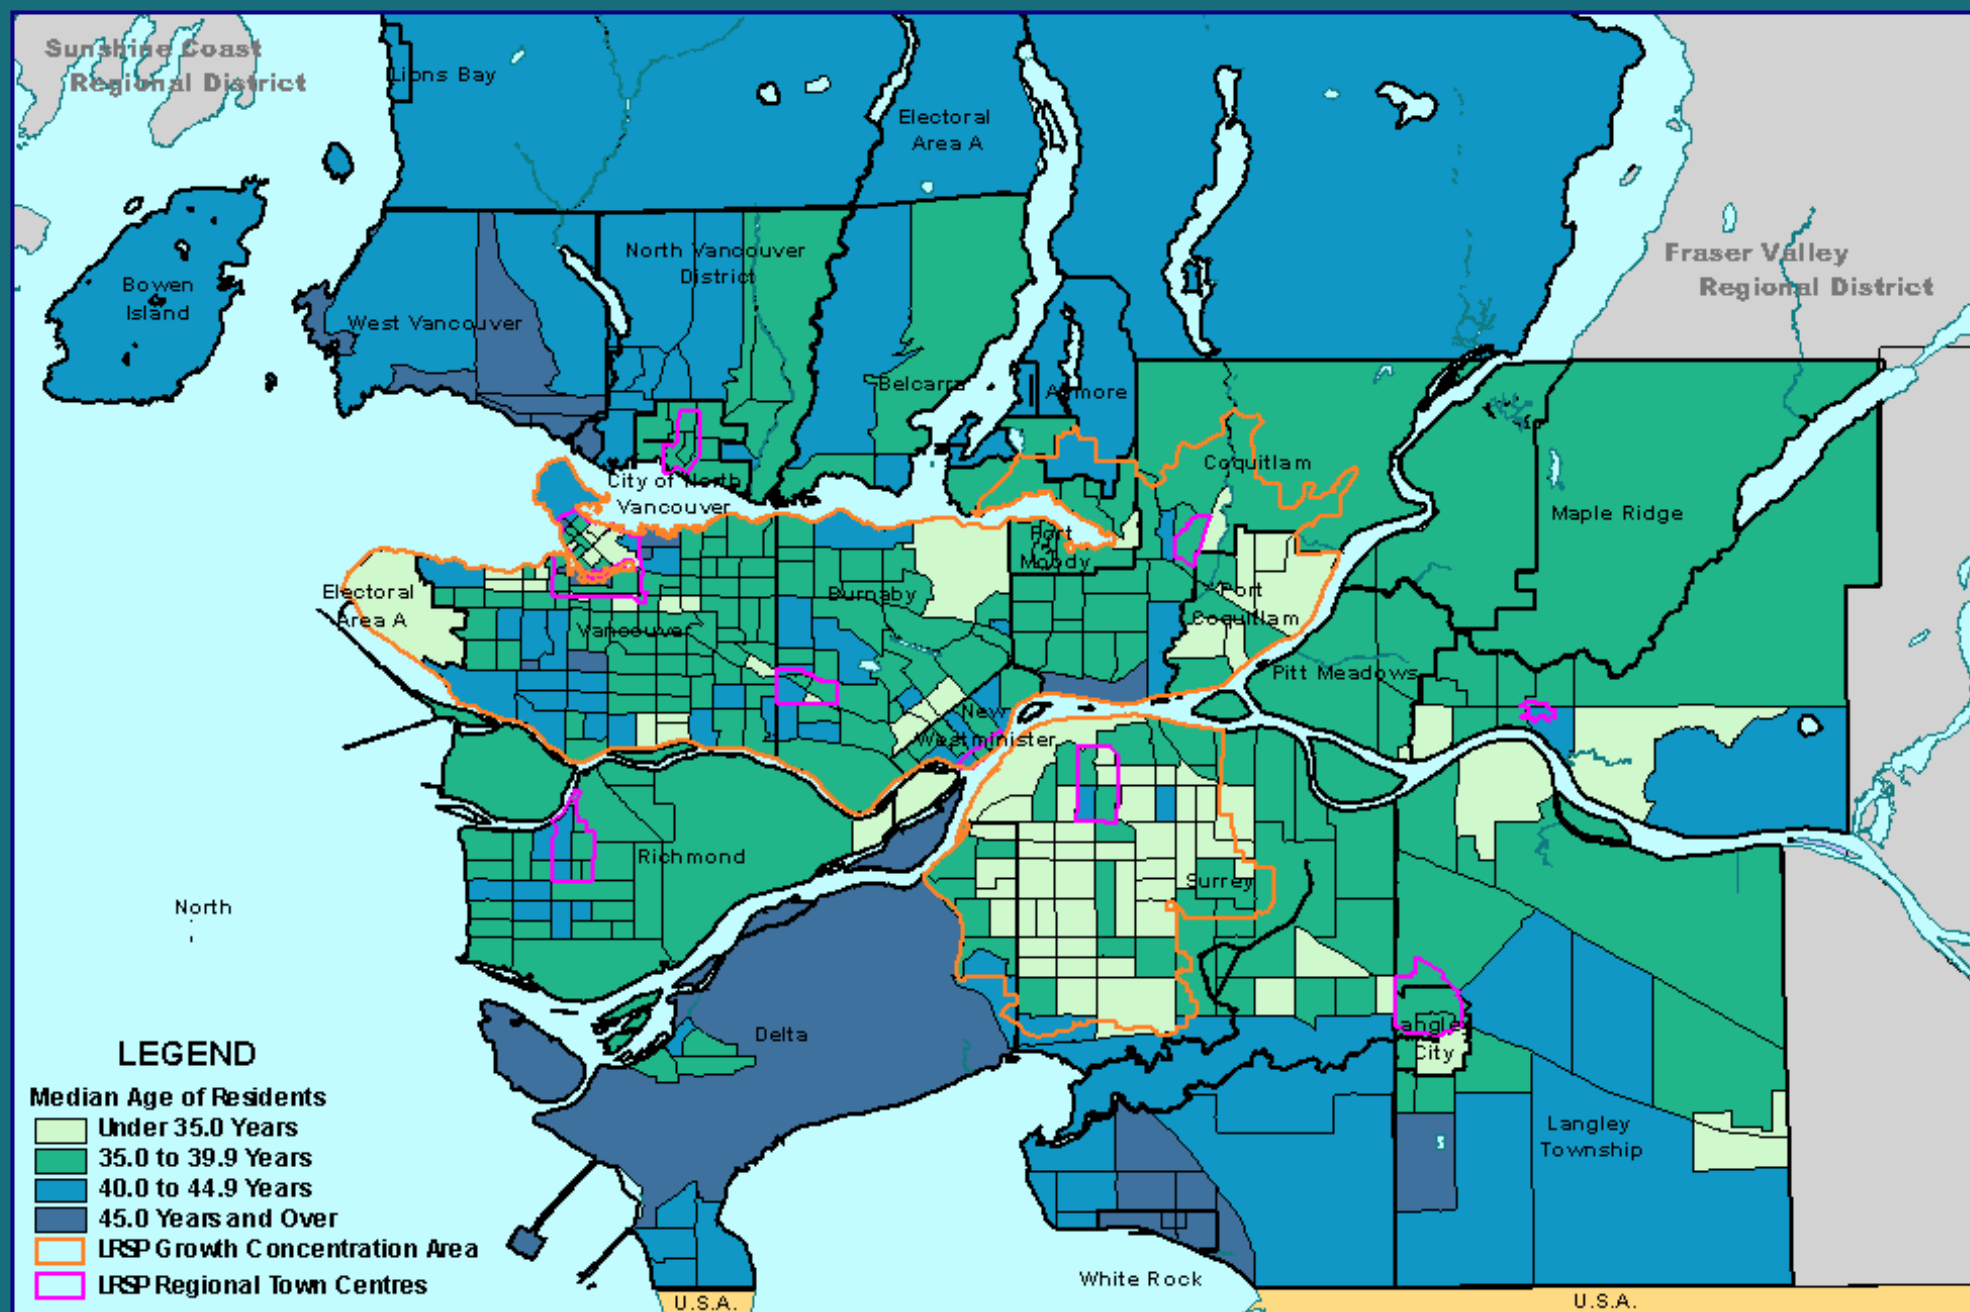 Sunshine Coast
Regional District
Lions Bay
Electoral
Area A
Fraser Valley
Regional District
North Vancouver
District
Bowen
Island
West Vancouver
Belcarra
Anmore
Coquitlam
City of North
Vancouver
Maple Ridge
Port
Moody
Electoral
Area A
Burnaby
Port
Coquitlam
Vancouver
Pitt Meadows
New
Westminister
Richmond
Surrey
North
Delta
Langley
City
Langley
Township
White Rock
U.S.A.
U.S.A.
LEGEND
Median Age of Residents
Under 35.0 Years
35.0 to 39.9 Years
40.0 to 44.9 Years
45.0 Years and Over
LRSP Growth Concentration Area
LRSP Regional Town Centres